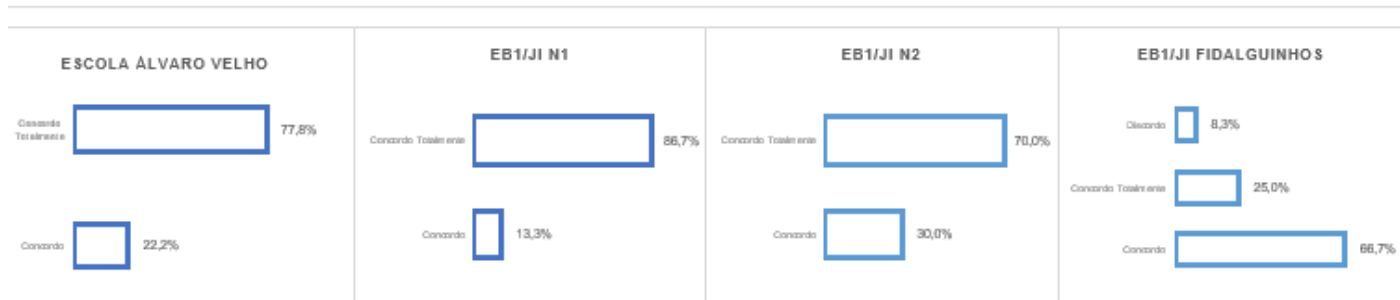 ESCOLA ÁLVARO VELHO
Concordo
Totalmente
77,8%
Concordo
22,2%
EB1/JI N1
Concordo Totalmente
86,7%
Concordo
13,3%
EB1/JI N2
Concordo Totalmente
70,0%
Concordo
30,0%
EB1/JI FIDALGUINHOS
Discordo
8,3%
Concordo Totalmente
25,0%
Concordo
66,7%